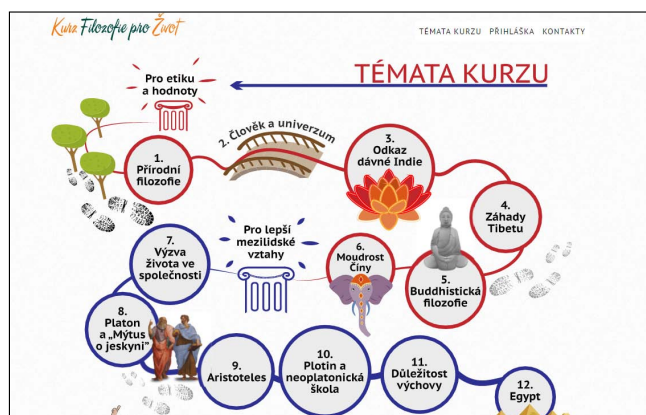 Kurz Filozofie pro Život
TÉMATA KURZU PŘIHLÁŠKA KONTAKTY
TÉMATA KURZU
Pro etiku
a hodnoty
1.
Přírodní
filozofie
2. Člověk a univerzum
3.
Odkaz
dávné Indie
4.
Záhady
Tibetu
5.
Buddhistická
filozofie
6.
Moudrost
Číny
Pro lepší
mezilidské
vztahy
7.
Výzva
života ve
společnosti
8.
Platon
a „Mýtus
o jeskyni”
9.
Aristoteles
10.
Plotin a
neoplatonická
škola
11.
Důležitost
výchovy
12.
Egypt